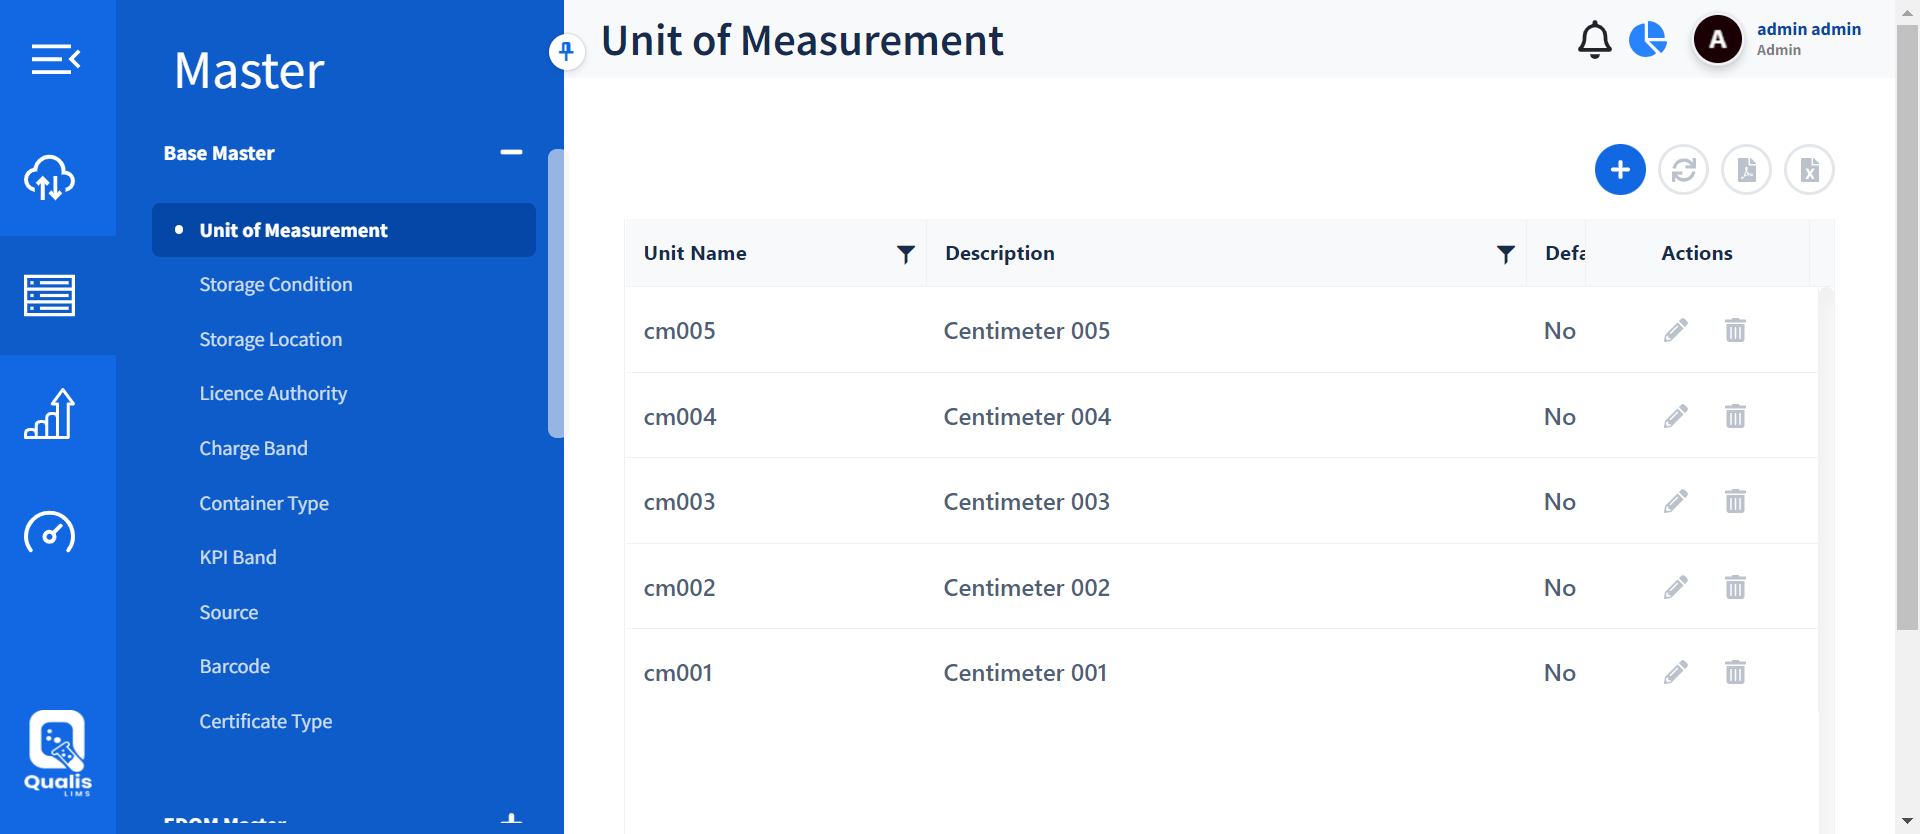 Master
Unit of Measurement
A
admin admin
Admin
Base Master
Unit of Measurement
Storage Condition
Storage Location
Licence Authority
Charge Band
Container Type
KPI Band
Source
Barcode
Certificate Type
Qualis
LIMS
Unit Name Description Defa Actions
cm005 Centimeter 005 No
cm004 Centimeter 004 No
cm003 Centimeter 003 No
cm002 Centimeter 002 No
cm001 Centimeter 001 No